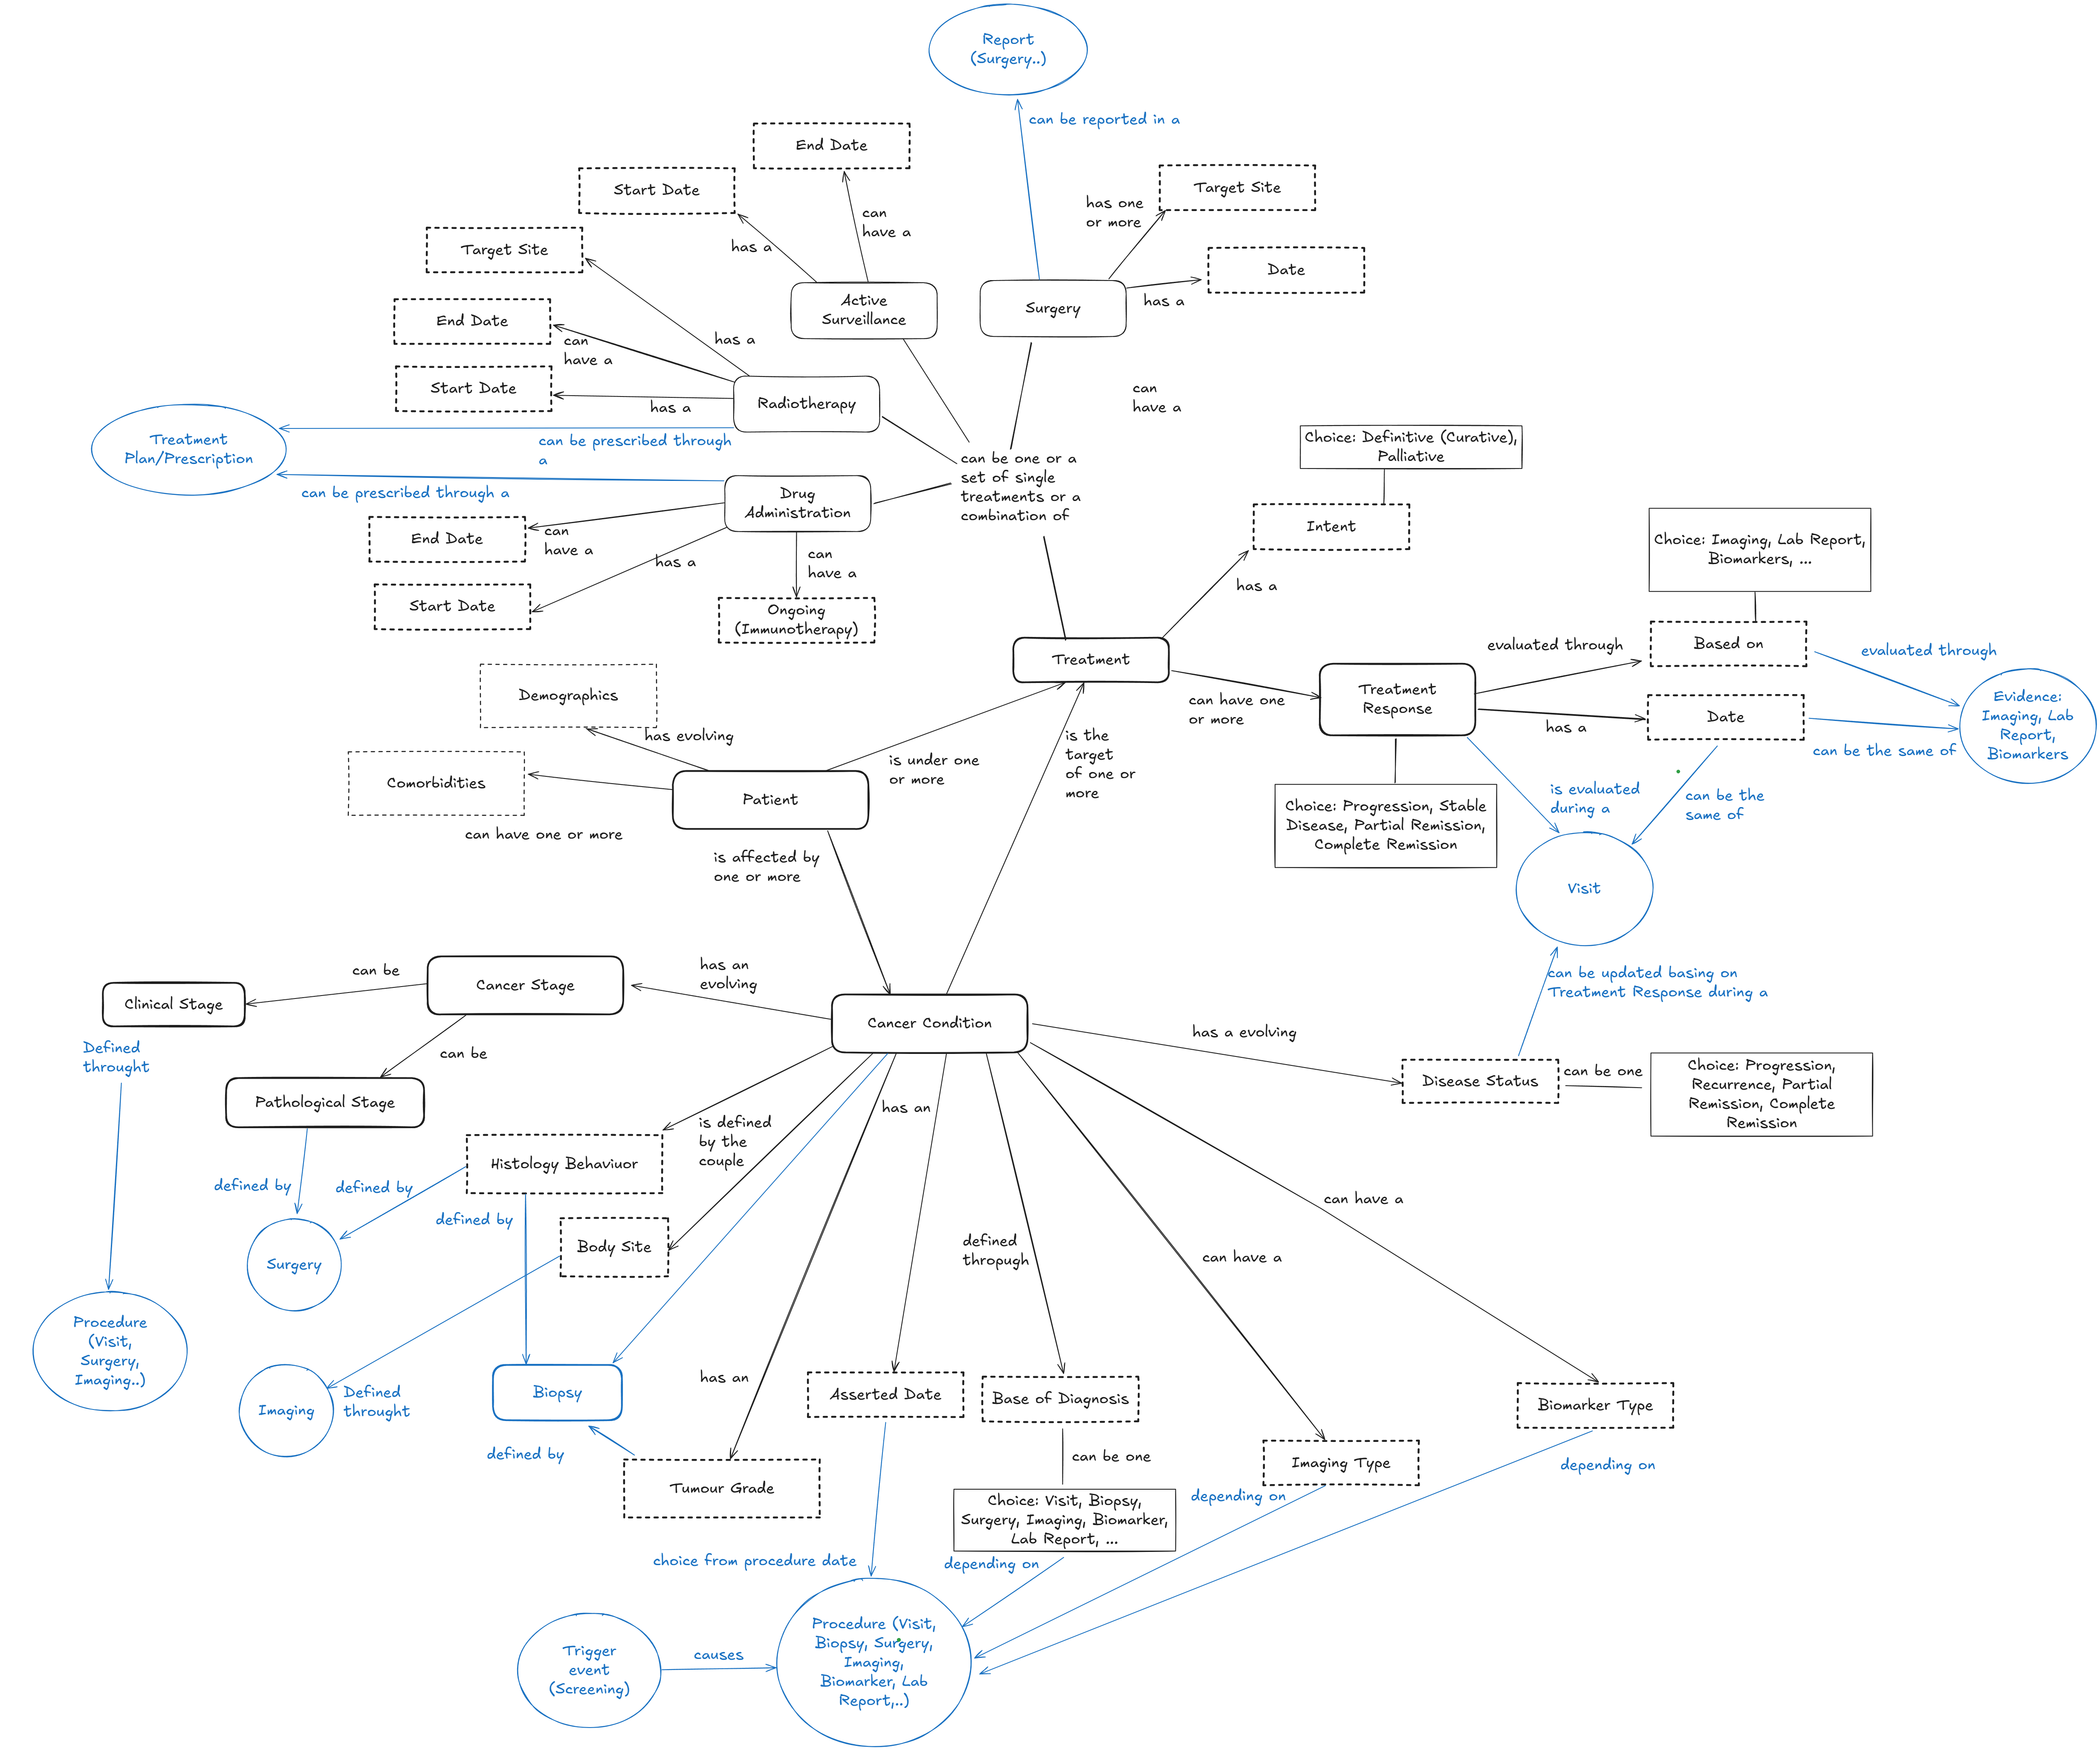 Report
(Surgery..)
can be reported in a
End Date
Start Date
Target Site
can
have a
has one
or more
Target Site
has a
Date
End Date
Active
Surveillance
Surgery
has a
has a
can
have a
Start Date
Radiotherapy
has a
can
have a
Treatment
Plan/Prescription
can be prescribed through
a
can be prescribed through a
can be one or a
set of single
treatments or a
combination of
Choice: Definitive (Curative),
Palliative
Drug
Administration
Intent
End Date
can
have a
has a
can
have a
has a
Choice: Imaging, Lab Report,
Biomarkers, ...
Start Date
Ongoing
(Immunotherapy)
Treatment
evaluated through
Based on
evaluated through
Demographics
Treatment
Response
can have one
or more
has a
Date
Evidence:
Imaging, Lab
Report,
Biomarkers
can be the same of
has evolving
is under one
or more
is the
target
of one or
more
Comorbidities
Patient
can have one or more
Choice: Progression, Stable
Disease, Partial Remission,
Complete Remission
is evaluated
during a
can be the
same of
is affected by
one or more
Visit
can be
Cancer Stage
has an
evolving
Clinical Stage
Cancer Condition
has a evolving
can be updated basing on
Treatment Response during a
Defined
throught
can be
Disease Status
can be one
Choice: Progression,
Recurrence, Partial
Remission, Complete
Remission
Pathological Stage
has an
is defined
by the
couple
Histology Behaviuor
defined by
defined by
defined by
can have a
Body Site
defined
thropugh
can have a
Surgery
Procedure
(Visit,
Surgery,
Imaging..)
has an
Imaging
Defined
throught
Biopsy
Asserted Date
Base of Diagnosis
Biomarker Type
defined by
can be one
Imaging Type
depending on
Tumour Grade
Choice: Visit, Biopsy,
Surgery, Imaging, Biomarker,
Lab Report, ...
depending on
choice from procedure date
depending on
Trigger
event
(Screening)
causes
Procedure (Visit,
Biopsy, Surgery,
Imaging,
Biomarker, Lab
Report,..)